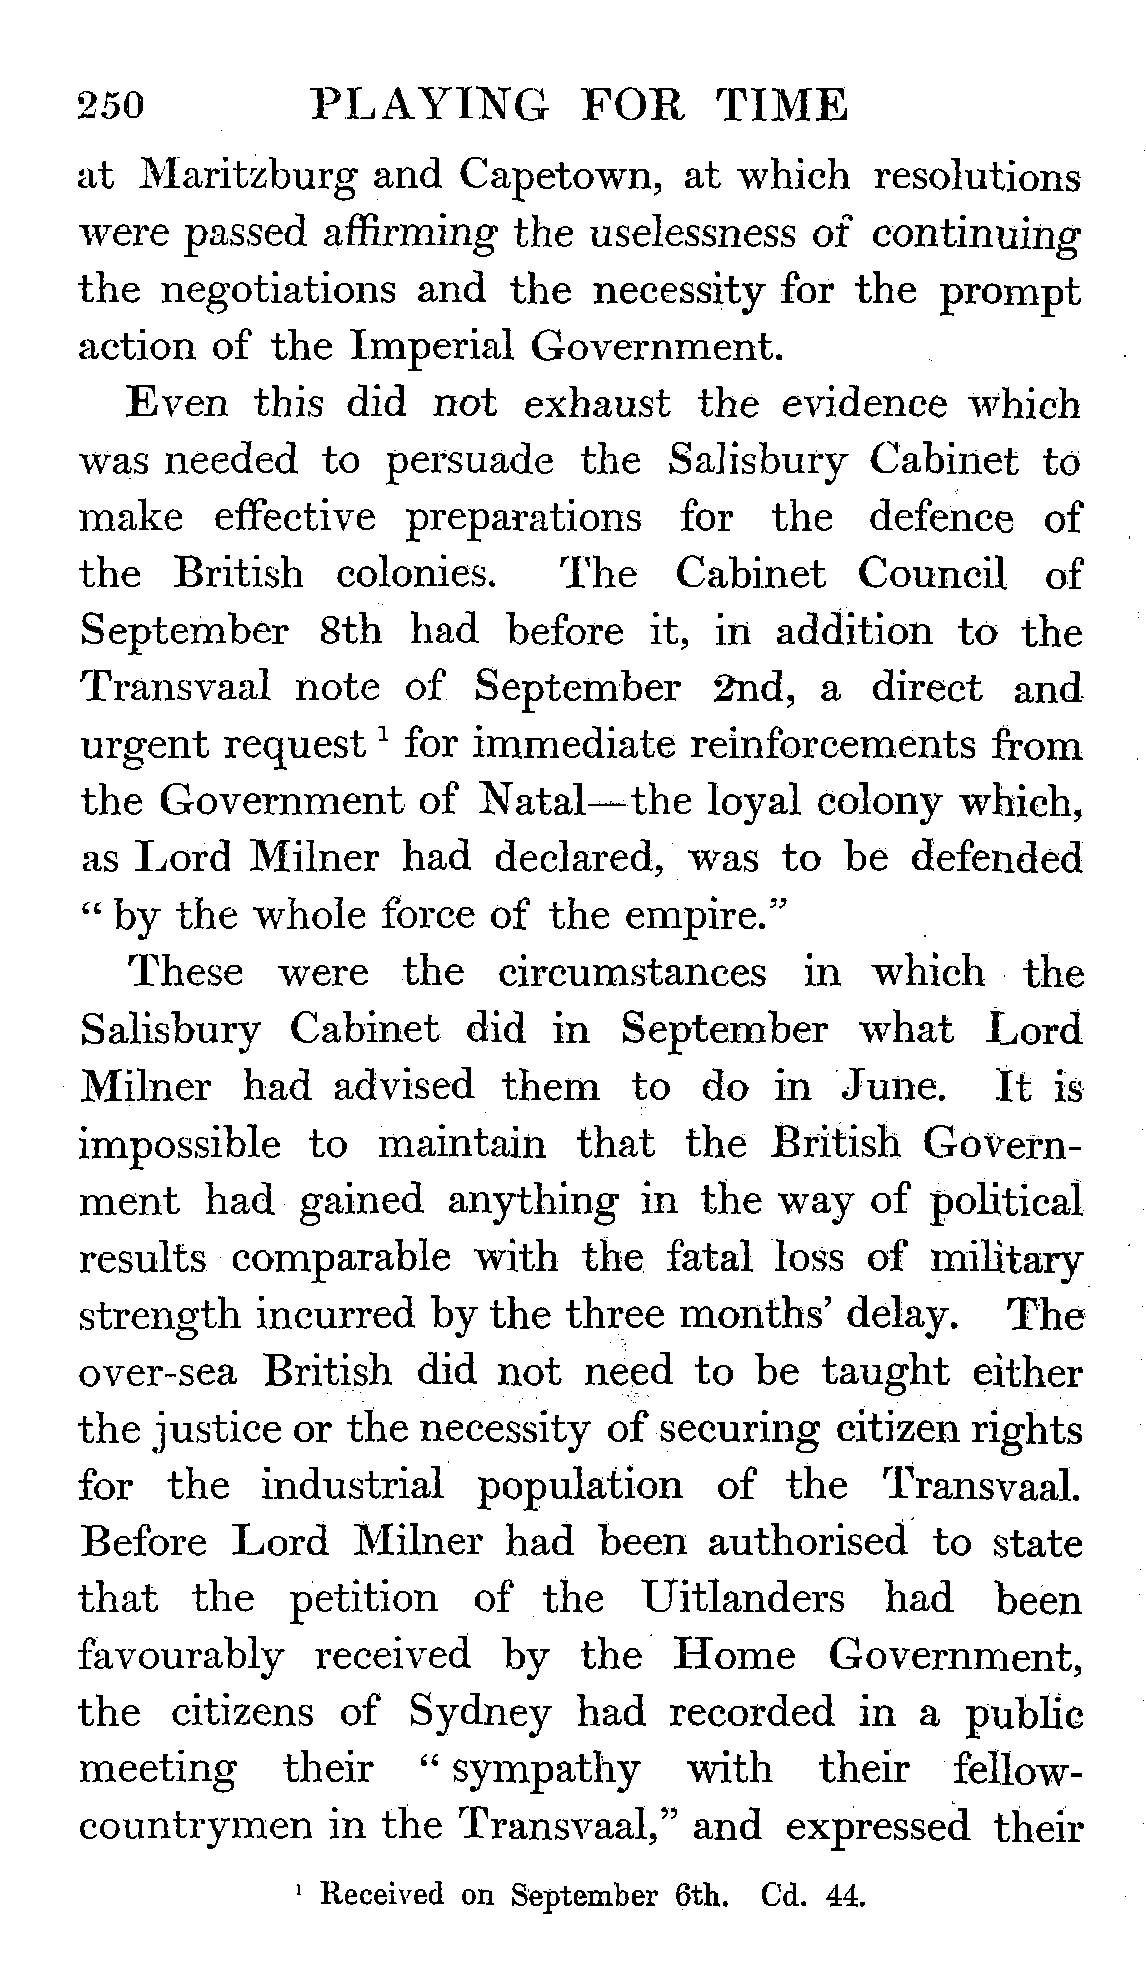 250 PLAYING FOR TIME
at Maritzburg and Capetown, at which resolutions
were passed affirming the uselessness of continuing
the negotiations and the necessity for the prompt
action of the Imperial Government.
Even this did not exhaust the evidence which
was needed to persuade the Salisbury Cabinet to
make effective preparations for the defence of
the British colonies. The Cabinet Council of
September 8th had before it, in addition to the
Transvaal note of September 2nd, a direct and
urgent request ¹ for immediate reinforcements from
the Government of Natal—the loyal colony which,
as Lord Milner had declared, was to be defended
“ by the whole force of the empire.”
These were the circumstances in which the
Salisbury Cabinet did in September what Lord
Milner had advised them to do in June. It is
impossible to maintain that the British Govern-
ment had gained anything in the way of political
results comparable with the fatal loss of military
strength incurred by the three months’ delay. The
over-sea British did not need to be taught either
the justice or the necessity of securing citizen rights
for the industrial population of the Transvaal.
Before Lord Milner had been authorised to state
that the petition of the Uitlanders had been
favourably received by the Home Government,
the citizens of Sydney had recorded in a public
meeting their “ sympathy with their fellow-
countrymen in the Transvaal,” and expressed their
¹ Received on September 6th. Cd. 44.